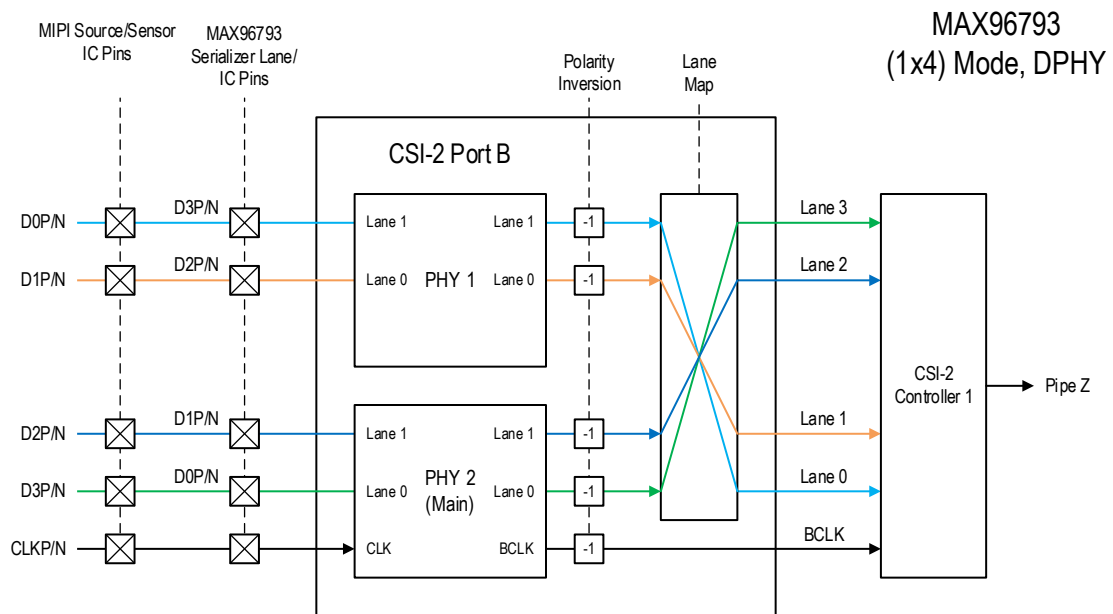 MIPI Source/Sensor
IC Pins
MAX96793
Serializer Lane/
IC Pins
Polarity
Inversion
Lane
Map
MAX96793
(1x4) Mode, DPHY
CSI-2 Port B
D0P/N
D3P/N
Lane 1
Lane 1
-1
Lane 3
D1P/N
D2P/N
Lane 0
PHY 1
Lane 0
-1
Lane 2
CSI-2
Controller 1
Pipe Z
D2P/N
D1P/N
Lane 1
Lane 1
-1
Lane 1
D3P/N
D0P/N
Lane 0
PHY 2
(Main)
Lane 0
-1
Lane 0
CLKP/N
CLK
BCLK
-1
BCLK